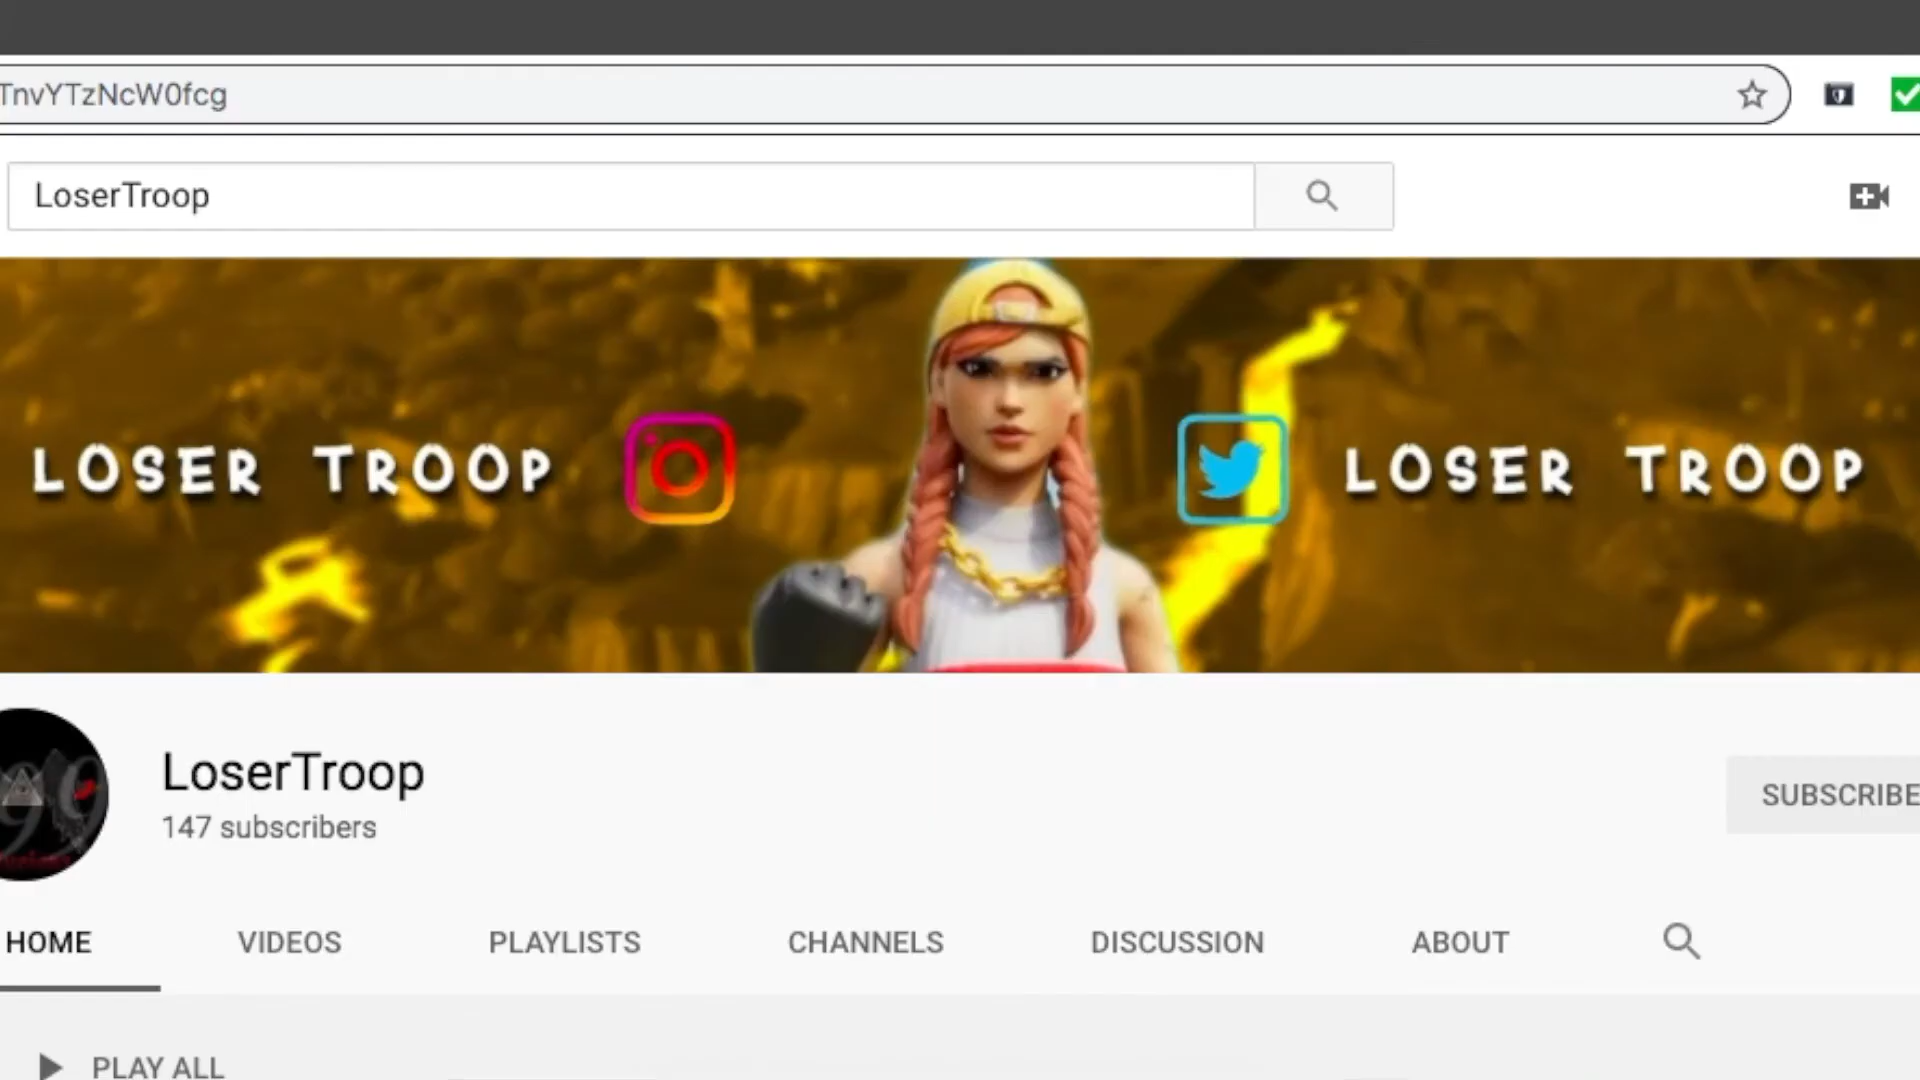 TnvYTzNcW0fcg
LoserTroop
LOSER TROOP
LOSER TROOP
LoserTroop
147 subscribers
SUBSCRIBE
HOME
VIDEOS
PLAYLISTS
CHANNELS
DISCUSSION
ABOUT
PLAY ALL